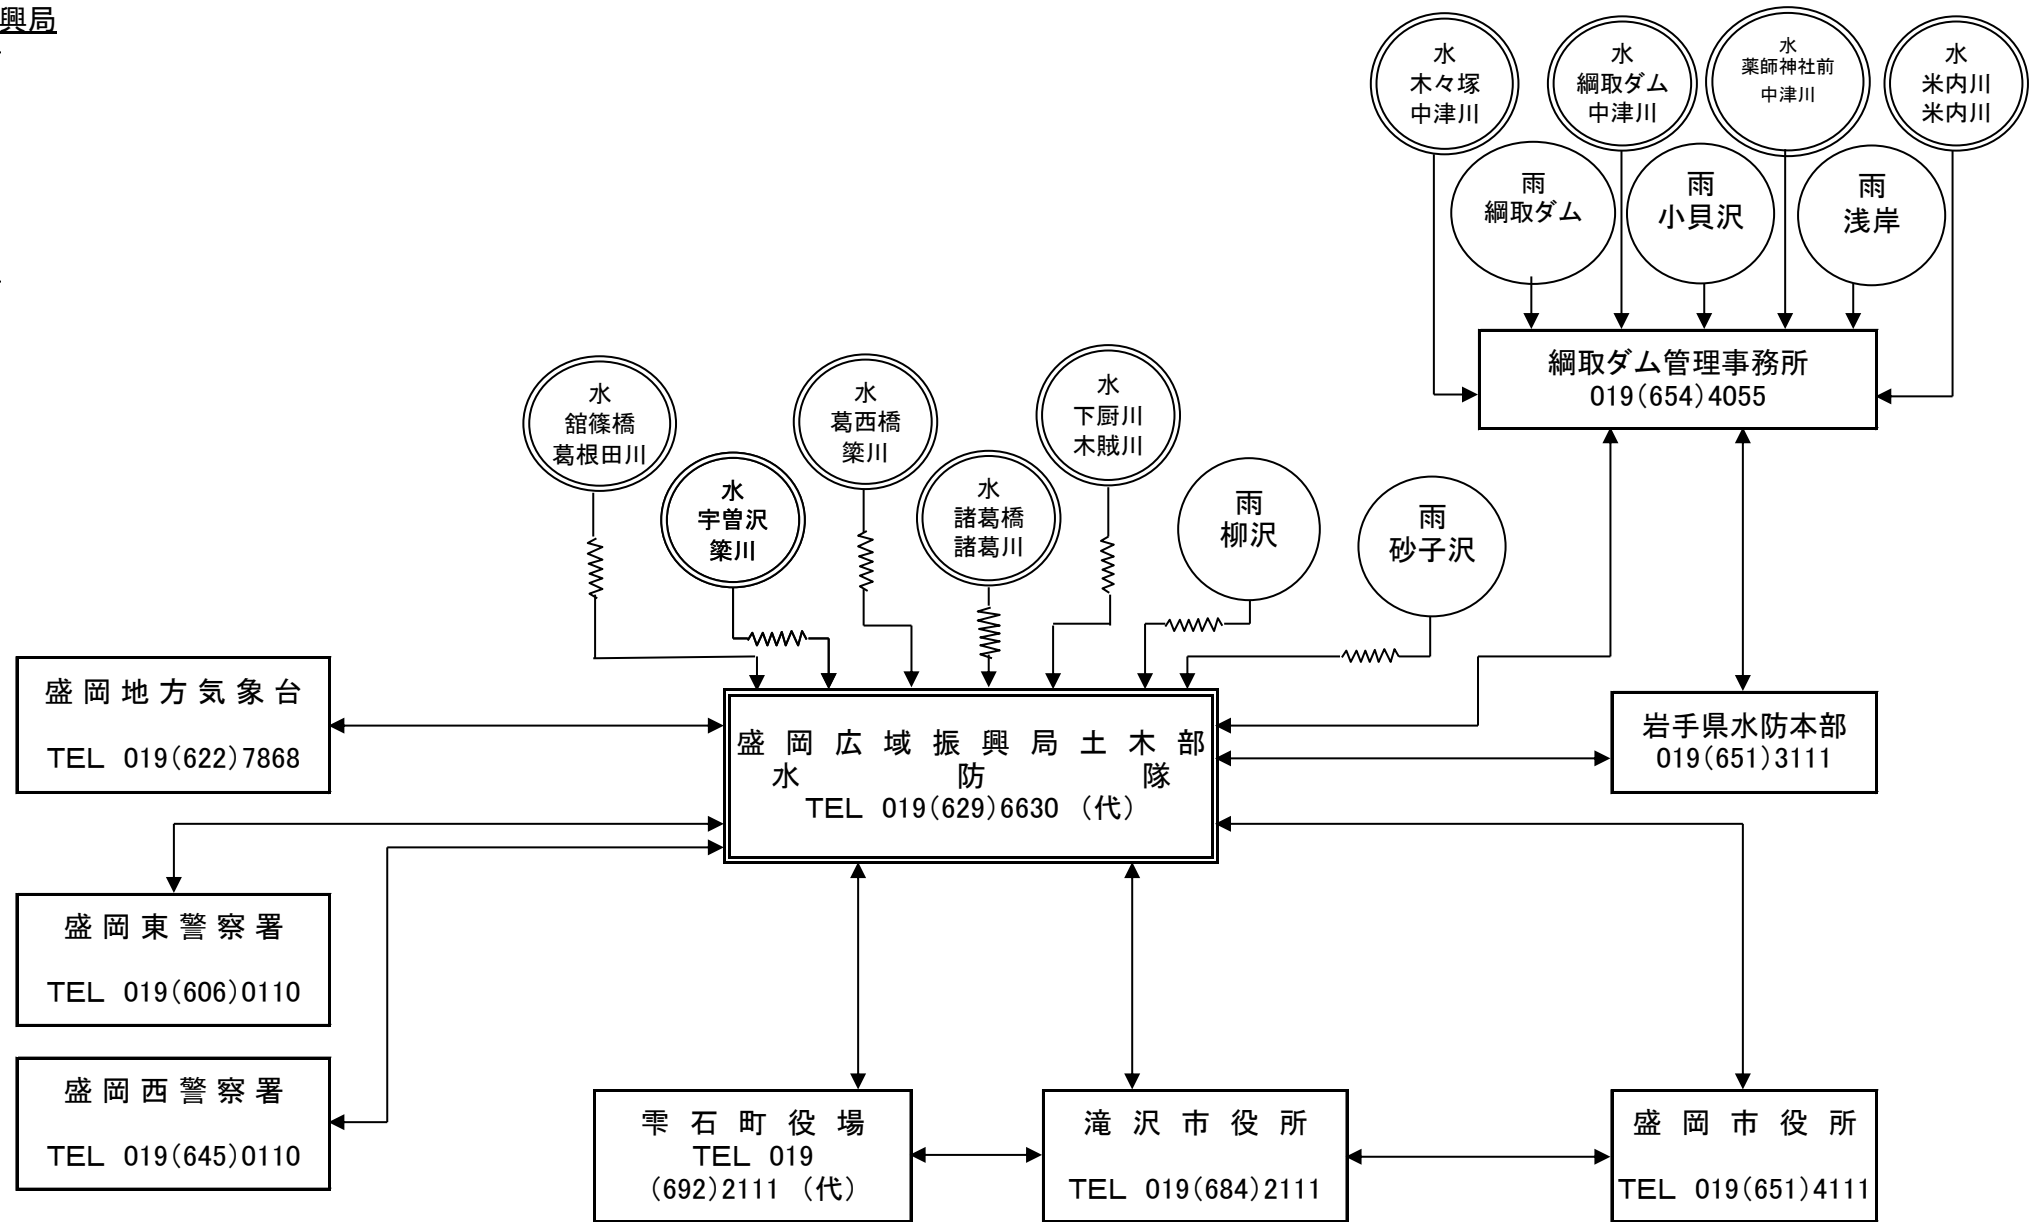 興局
水
木々塚
中津川
水
綱取ダム
中津川
水
薬師神社前
中津川
水
米内川
米内川
雨
綱取ダム
雨
小貝沢
雨
浅岸
綱取ダム管理事務所
019(654)4055
水
舘篠橋
葛根田川
水
宇曽沢
簗川
水
葛西橋
簗川
水
諸葛橋
諸葛川
水
下厨川
木賊川
雨
柳沢
雨
砂子沢
盛岡地方気象台
TEL 019(622)7868
盛岡広域振興局土木部
水防隊
TEL 019(629)6630 (代)
岩手県水防本部
019(651)3111
盛岡東警察署
TEL 019(606)0110
盛岡西警察署
TEL 019(645)0110
雫石町役場
TEL 019
(692)2111 (代)
滝沢市役所
TEL 019(684)2111
盛岡市役所
TEL 019(651)4111